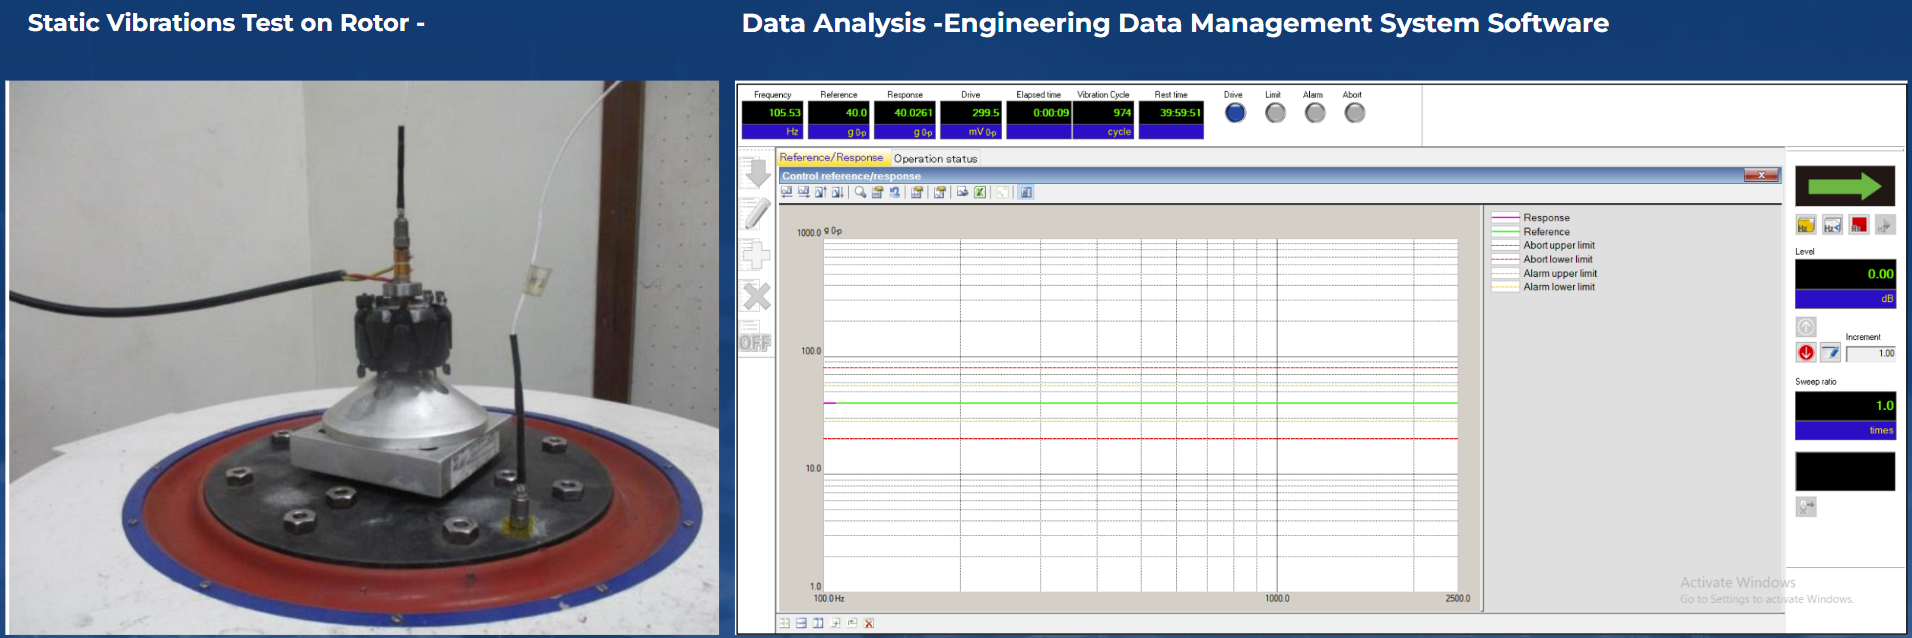 Static Vibrations Test on Rotor -
Data Analysis -Engineering Data Management System Software
Frequency
105.53
Hz
Reference
40.0
g 0-p
Response
40.0261
g 0-p
Drive
299.5
mV 0-p
Elapsed time
0:00:09
Vibration Cycle
974
cycle
Rest time
39:59:51
Drive
Limit
Alarm
Abort
Reference/Response
Operation status
Control reference/response
OFF
1000.0
g 0-p
100.0
10.0
1.0
100.0 Hz
1000.0
2500.0
Response
Reference
Abort upper limit
Abort lower limit
Alarm upper limit
Alarm lower limit
Level
0.00
dB
Increment
1.00
Sweep ratio
1.0
times
Activate Windows
Go to Settings to activate Windows.